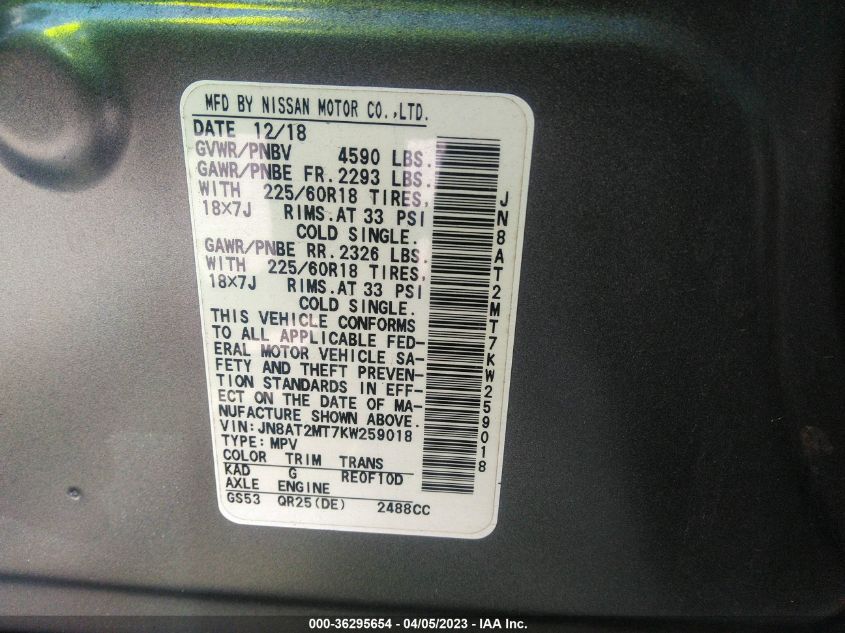 MFD BY NISSAN MOTOR CO.,LTD.
DATE 12/18
GVWR/PNBV 4590 LBS.
GAWR/PNBE FR. 2293 LBS.
WITH 225/60R18 TIRES,
18×7J RIMS.AT 33 PSI
COLD SINGLE.
GAWR/PNBE RR. 2326 LBS.
WITH 225/60R18 TIRES,
18×7J RIMS.AT 33 PSI
COLD SINGLE.
THIS VEHICLE CONFORMS
TO ALL APPLICABLE FED-
ERAL MOTOR VEHICLE SA-
FETY AND THEFT PREVEN-
TION STANDARDS IN EFF-
ECT ON THE DATE OF MA-
NUFACTURE SHOWN ABOVE.
VIN:JN8AT2MT7KW259018
TYPE:MPV
COLOR TRIM TRANS
KAD G RE0F10D
AXLE ENGINE
GS53 QR25(DE) 2488CC
JN8AT2MT7KW259018
000-36295654 - 04/05/2023 - IAA Inc.